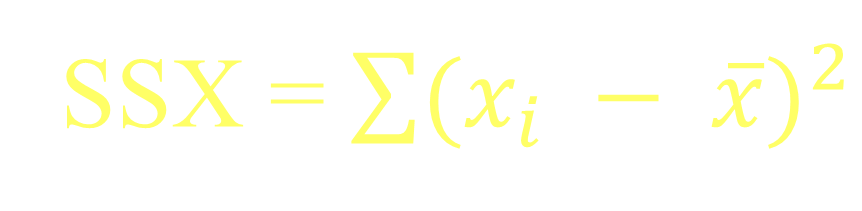 SSX = ∑(xᵢ − x̄)²